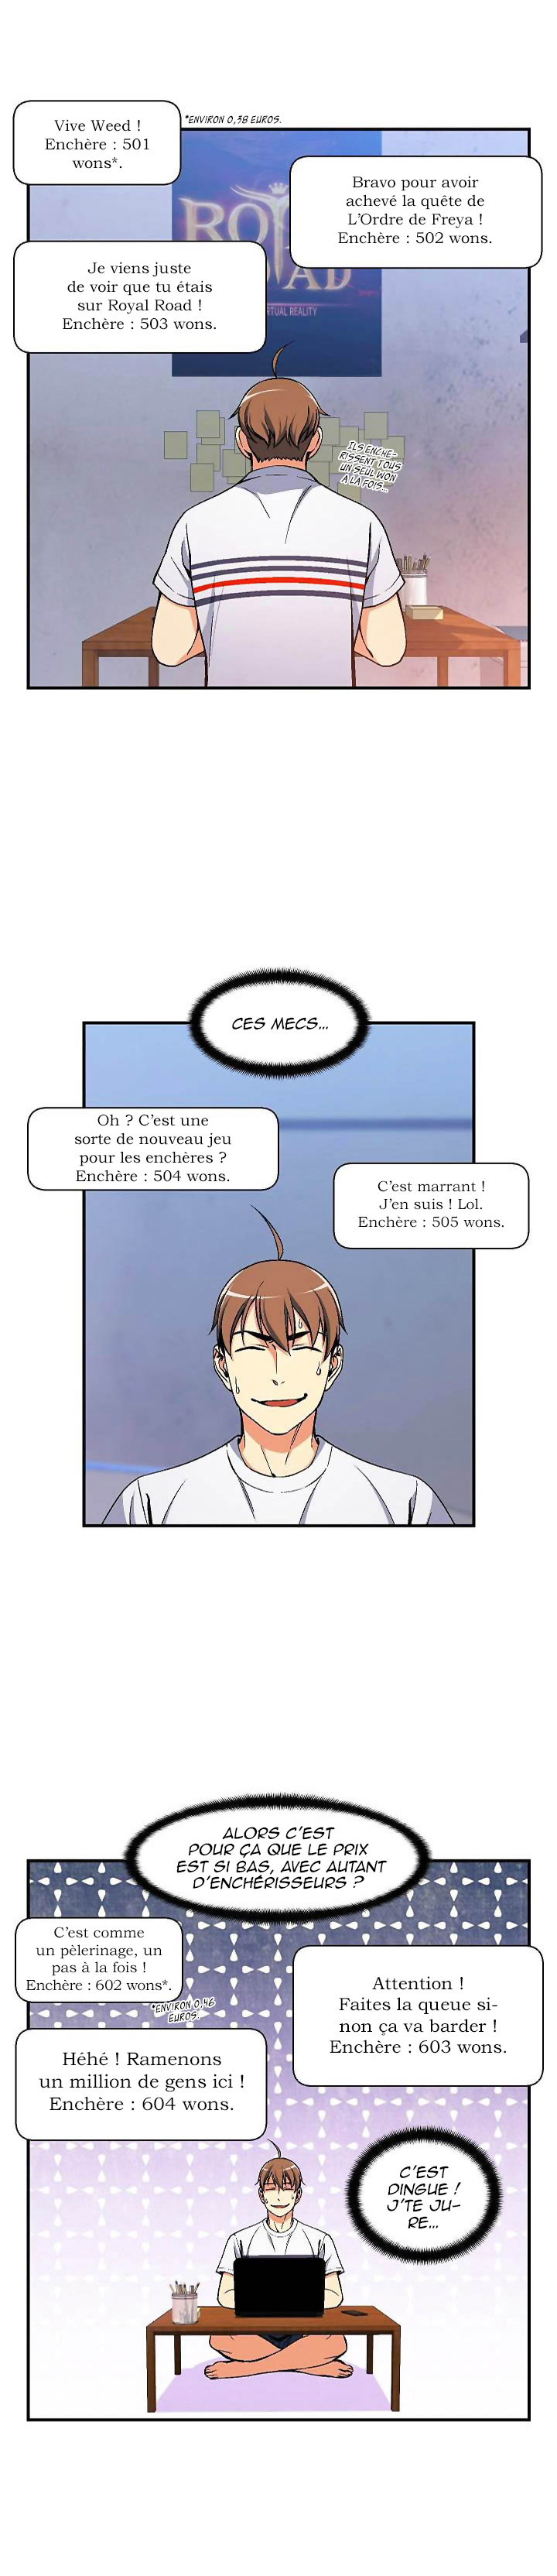 Vive Weed !
Enchère : 501
wons*.
*ENVIRON 0,38 EUROS.
Bravo pour avoir
achevé la quête de
L'Ordre de Freya !
Enchère : 502 wons.
RO
AD
RTUAL REALITY
Je viens juste
de voir que tu étais
sur Royal Road !
Enchère : 503 wons.
ILS ENCHÉ-
RISSENT TOUS
UN SEUL WON
À LA FOIS...
CES MECS...
Oh ? C'est une
sorte de nouveau jeu
pour les enchères ?
Enchère : 504 wons.
C'est marrant !
J'en suis ! Lol.
Enchère : 505 wons.
ALORS C'EST
POUR ÇA QUE LE PRIX
EST SI BAS, AVEC AUTANT
D'ENCHÉRISSEURS ?
C'est comme
un pèlerinage, un
pas à la fois !
Enchère : 602 wons*.
*ENVIRON 0,46
EUROS.
Attention !
Faites la queue si-
non ça va barder !
Enchère : 603 wons.
Héhé ! Ramenons
un million de gens ici !
Enchère : 604 wons.
C'EST
DINGUE !
J'TE JU-
RE...